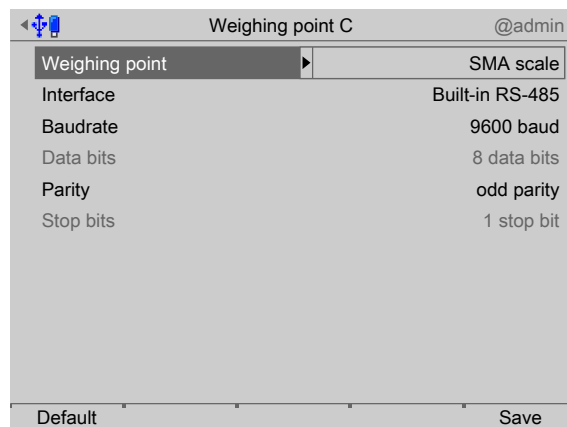 Weighing point C @admin
Weighing point SMA scale
Interface Built-in RS-485
Baudrate 9600 baud
Data bits 8 data bits
Parity odd parity
Stop bits 1 stop bit
Default Save